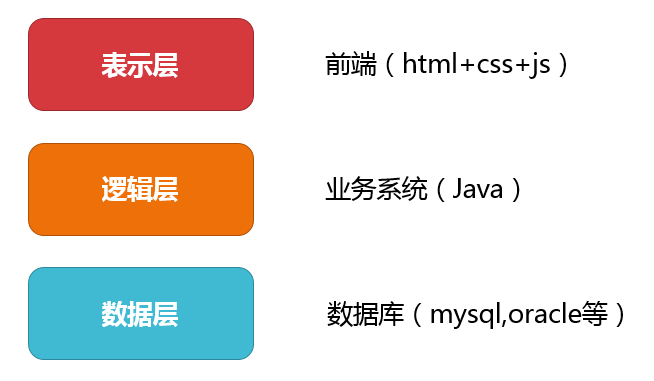 表示层 前端（html+css+js）
逻辑层 业务系统（Java）
数据层 数据库（mysql,oracle等）